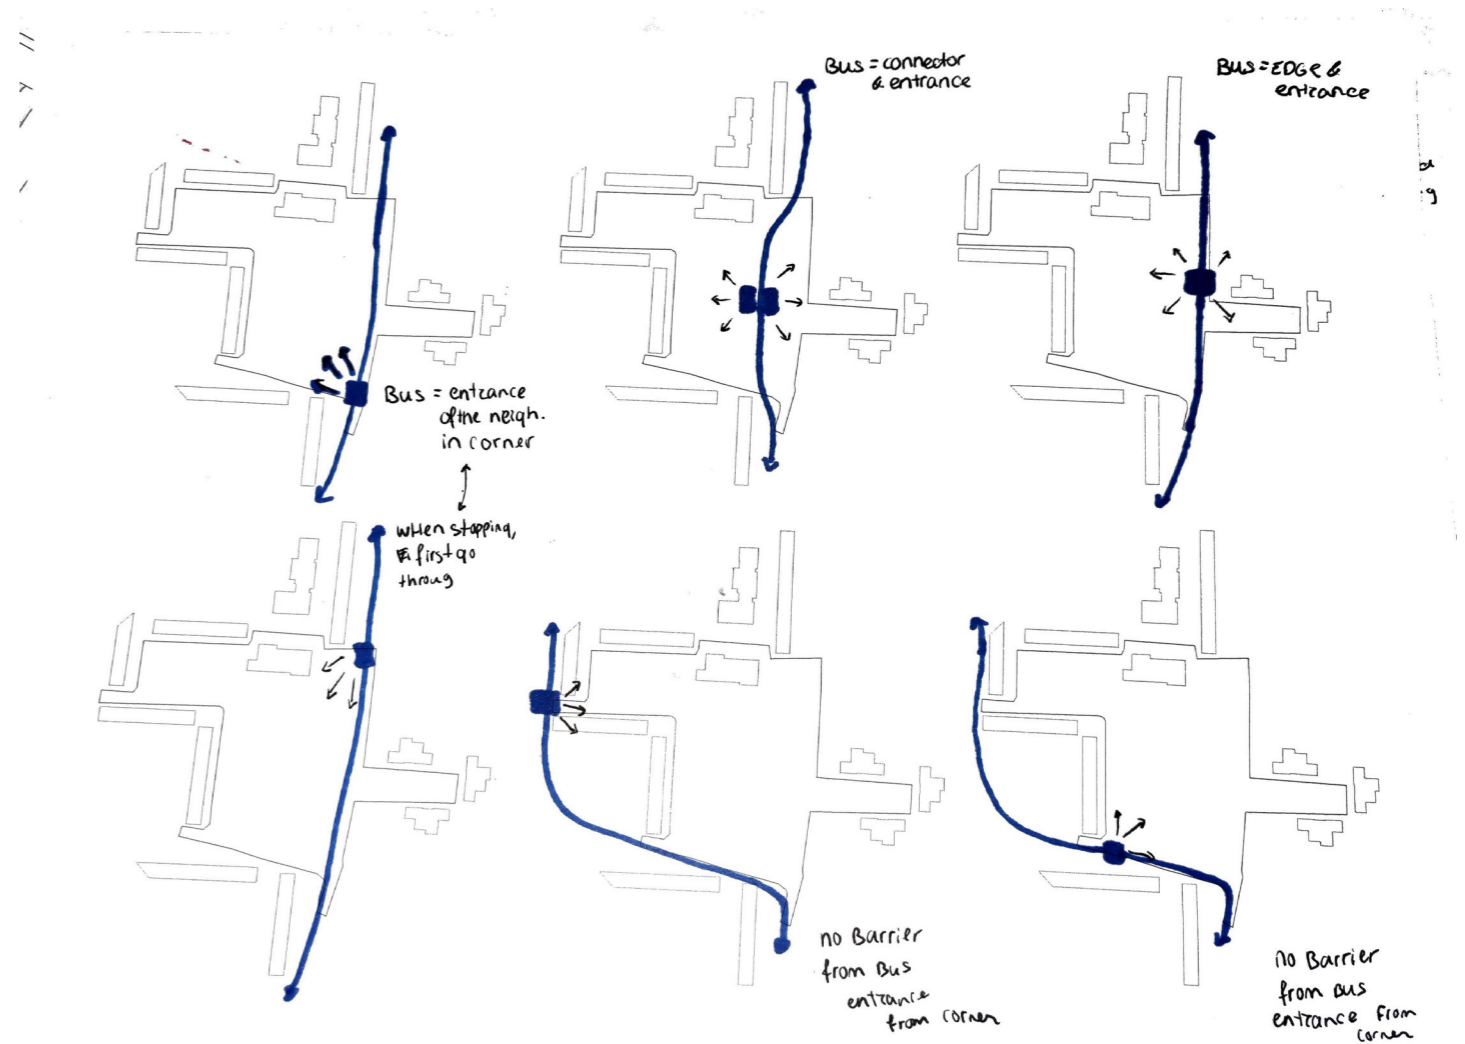 Bus = connector
& entrance
Bus = EDGE &
entrance
d
g
Bus = entrance
of the neigh.
in corner
when stopping,
first go
throug
no Barrier
from Bus
entrance
from corner
no Barrier
from Bus
entrance from
corner